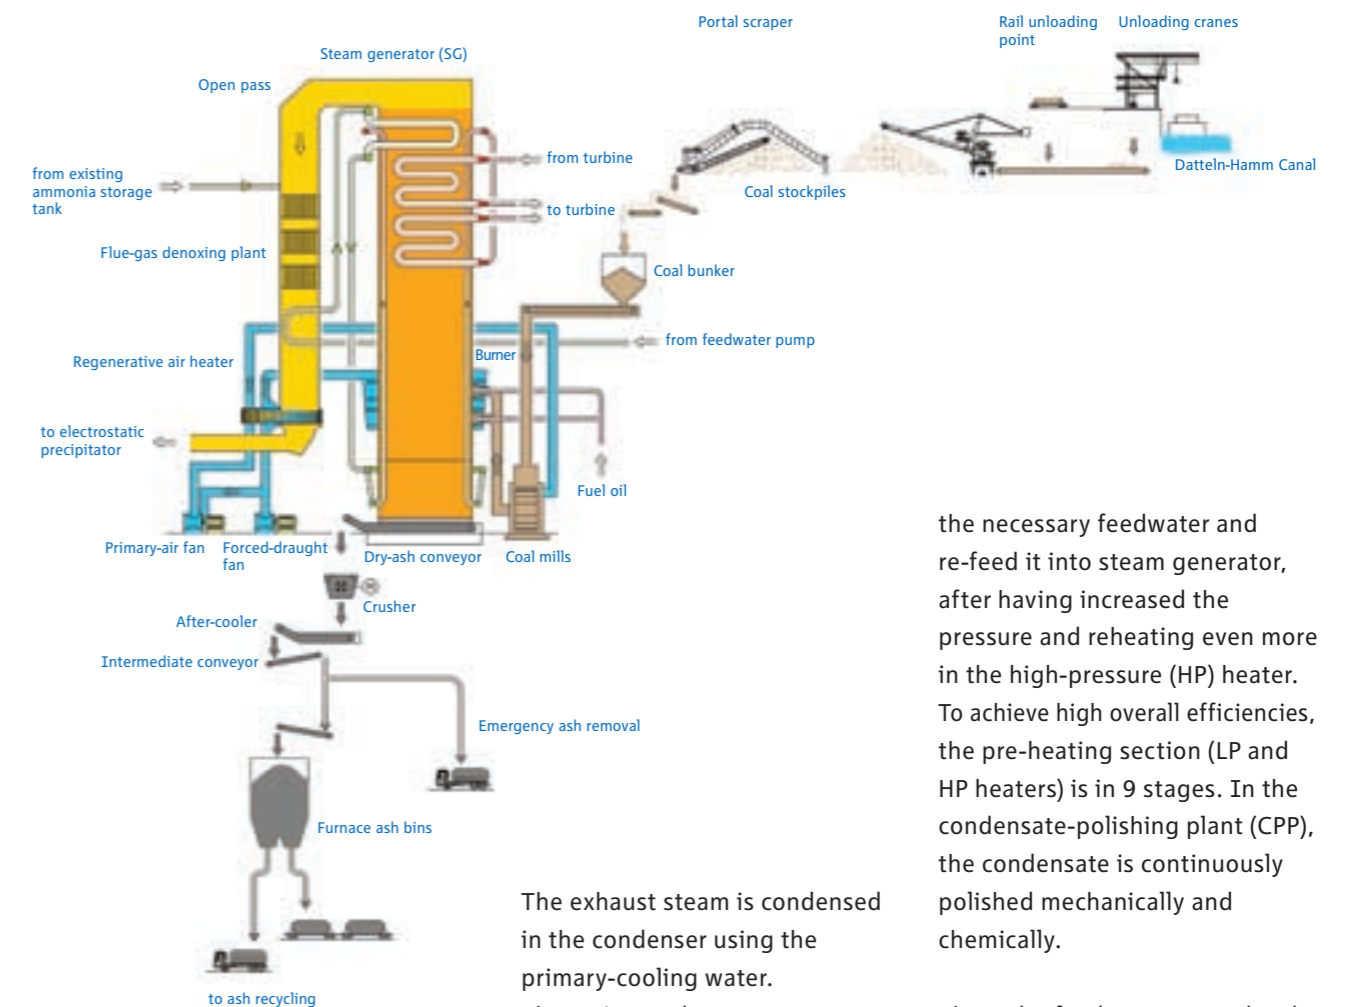 Portal scraper
Rail unloading
point
Unloading cranes
Steam generator (SG)
Open pass
from existing
ammonia storage
tank
from turbine
to turbine
Datteln-Hamm Canal
Coal stockpiles
Flue-gas denoxing plant
Coal bunker
from feedwater pump
Burner
Regenerative air heater
to electrostatic
precipitator
Fuel oil
Primary-air fan
Forced-draught
fan
Dry-ash conveyor
Coal mills
Crusher
After-cooler
Intermediate conveyor
Emergency ash removal
Furnace ash bins
to ash recycling
The exhaust steam is condensed
in the condenser using the
primary-cooling water.
the necessary feedwater and
re-feed it into steam generator,
after having increased the
pressure and reheating even more
in the high-pressure (HP) heater.
To achieve high overall efficiencies,
the pre-heating section (LP and
HP heaters) is in 9 stages. In the
condensate-polishing plant (CPP),
the condensate is continuously
polished mechanically and
chemically.